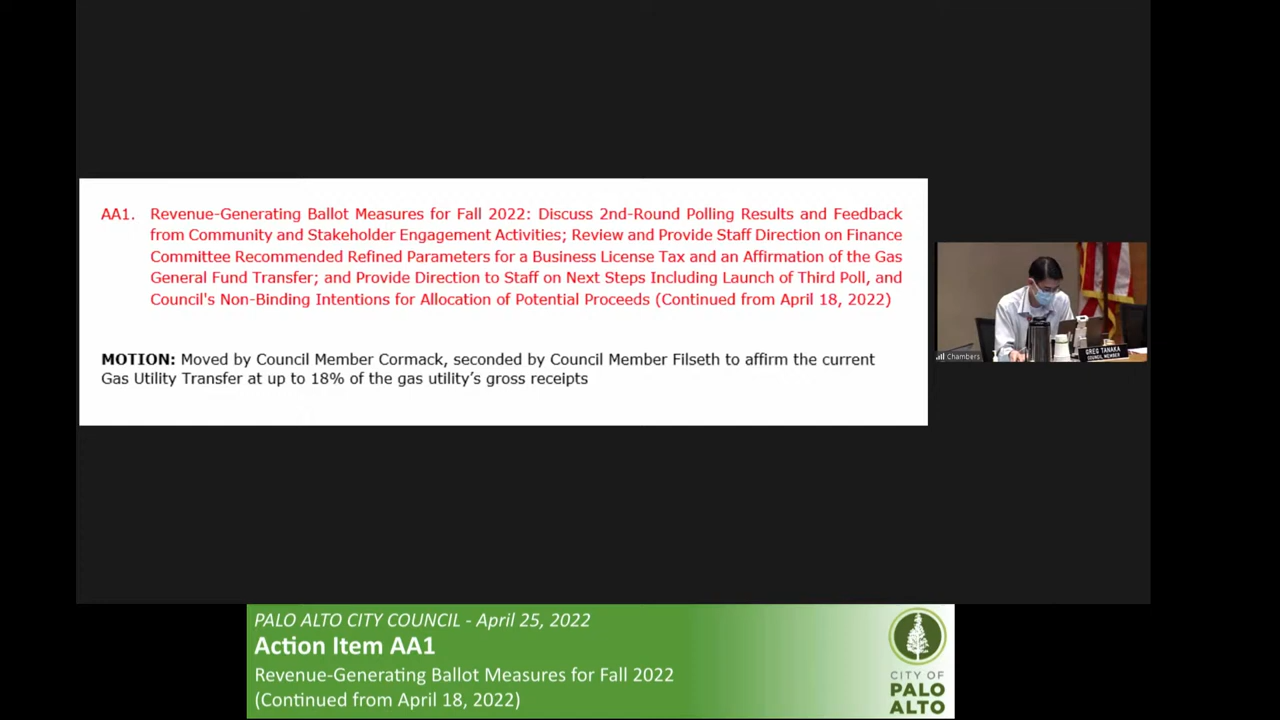 AA1. Revenue-Generating Ballot Measures for Fall 2022: Discuss 2nd-Round Polling Results and Feedback
from Community and Stakeholder Engagement Activities; Review and Provide Staff Direction on Finance
Committee Recommended Refined Parameters for a Business License Tax and an Affirmation of the Gas
General Fund Transfer; and Provide Direction to Staff on Next Steps Including Launch of Third Poll, and
Council's Non-Binding Intentions for Allocation of Potential Proceeds (Continued from April 18, 2022)
MOTION: Moved by Council Member Cormack, seconded by Council Member Filseth to affirm the current
Gas Utility Transfer at up to 18% of the gas utility’s gross receipts
GREG TANAKA
COUNCIL MEMBER
Chambers
PALO ALTO CITY COUNCIL - April 25, 2022
Action Item AA1
Revenue-Generating Ballot Measures for Fall 2022
(Continued from April 18, 2022)
CITY OF
PALO
ALTO